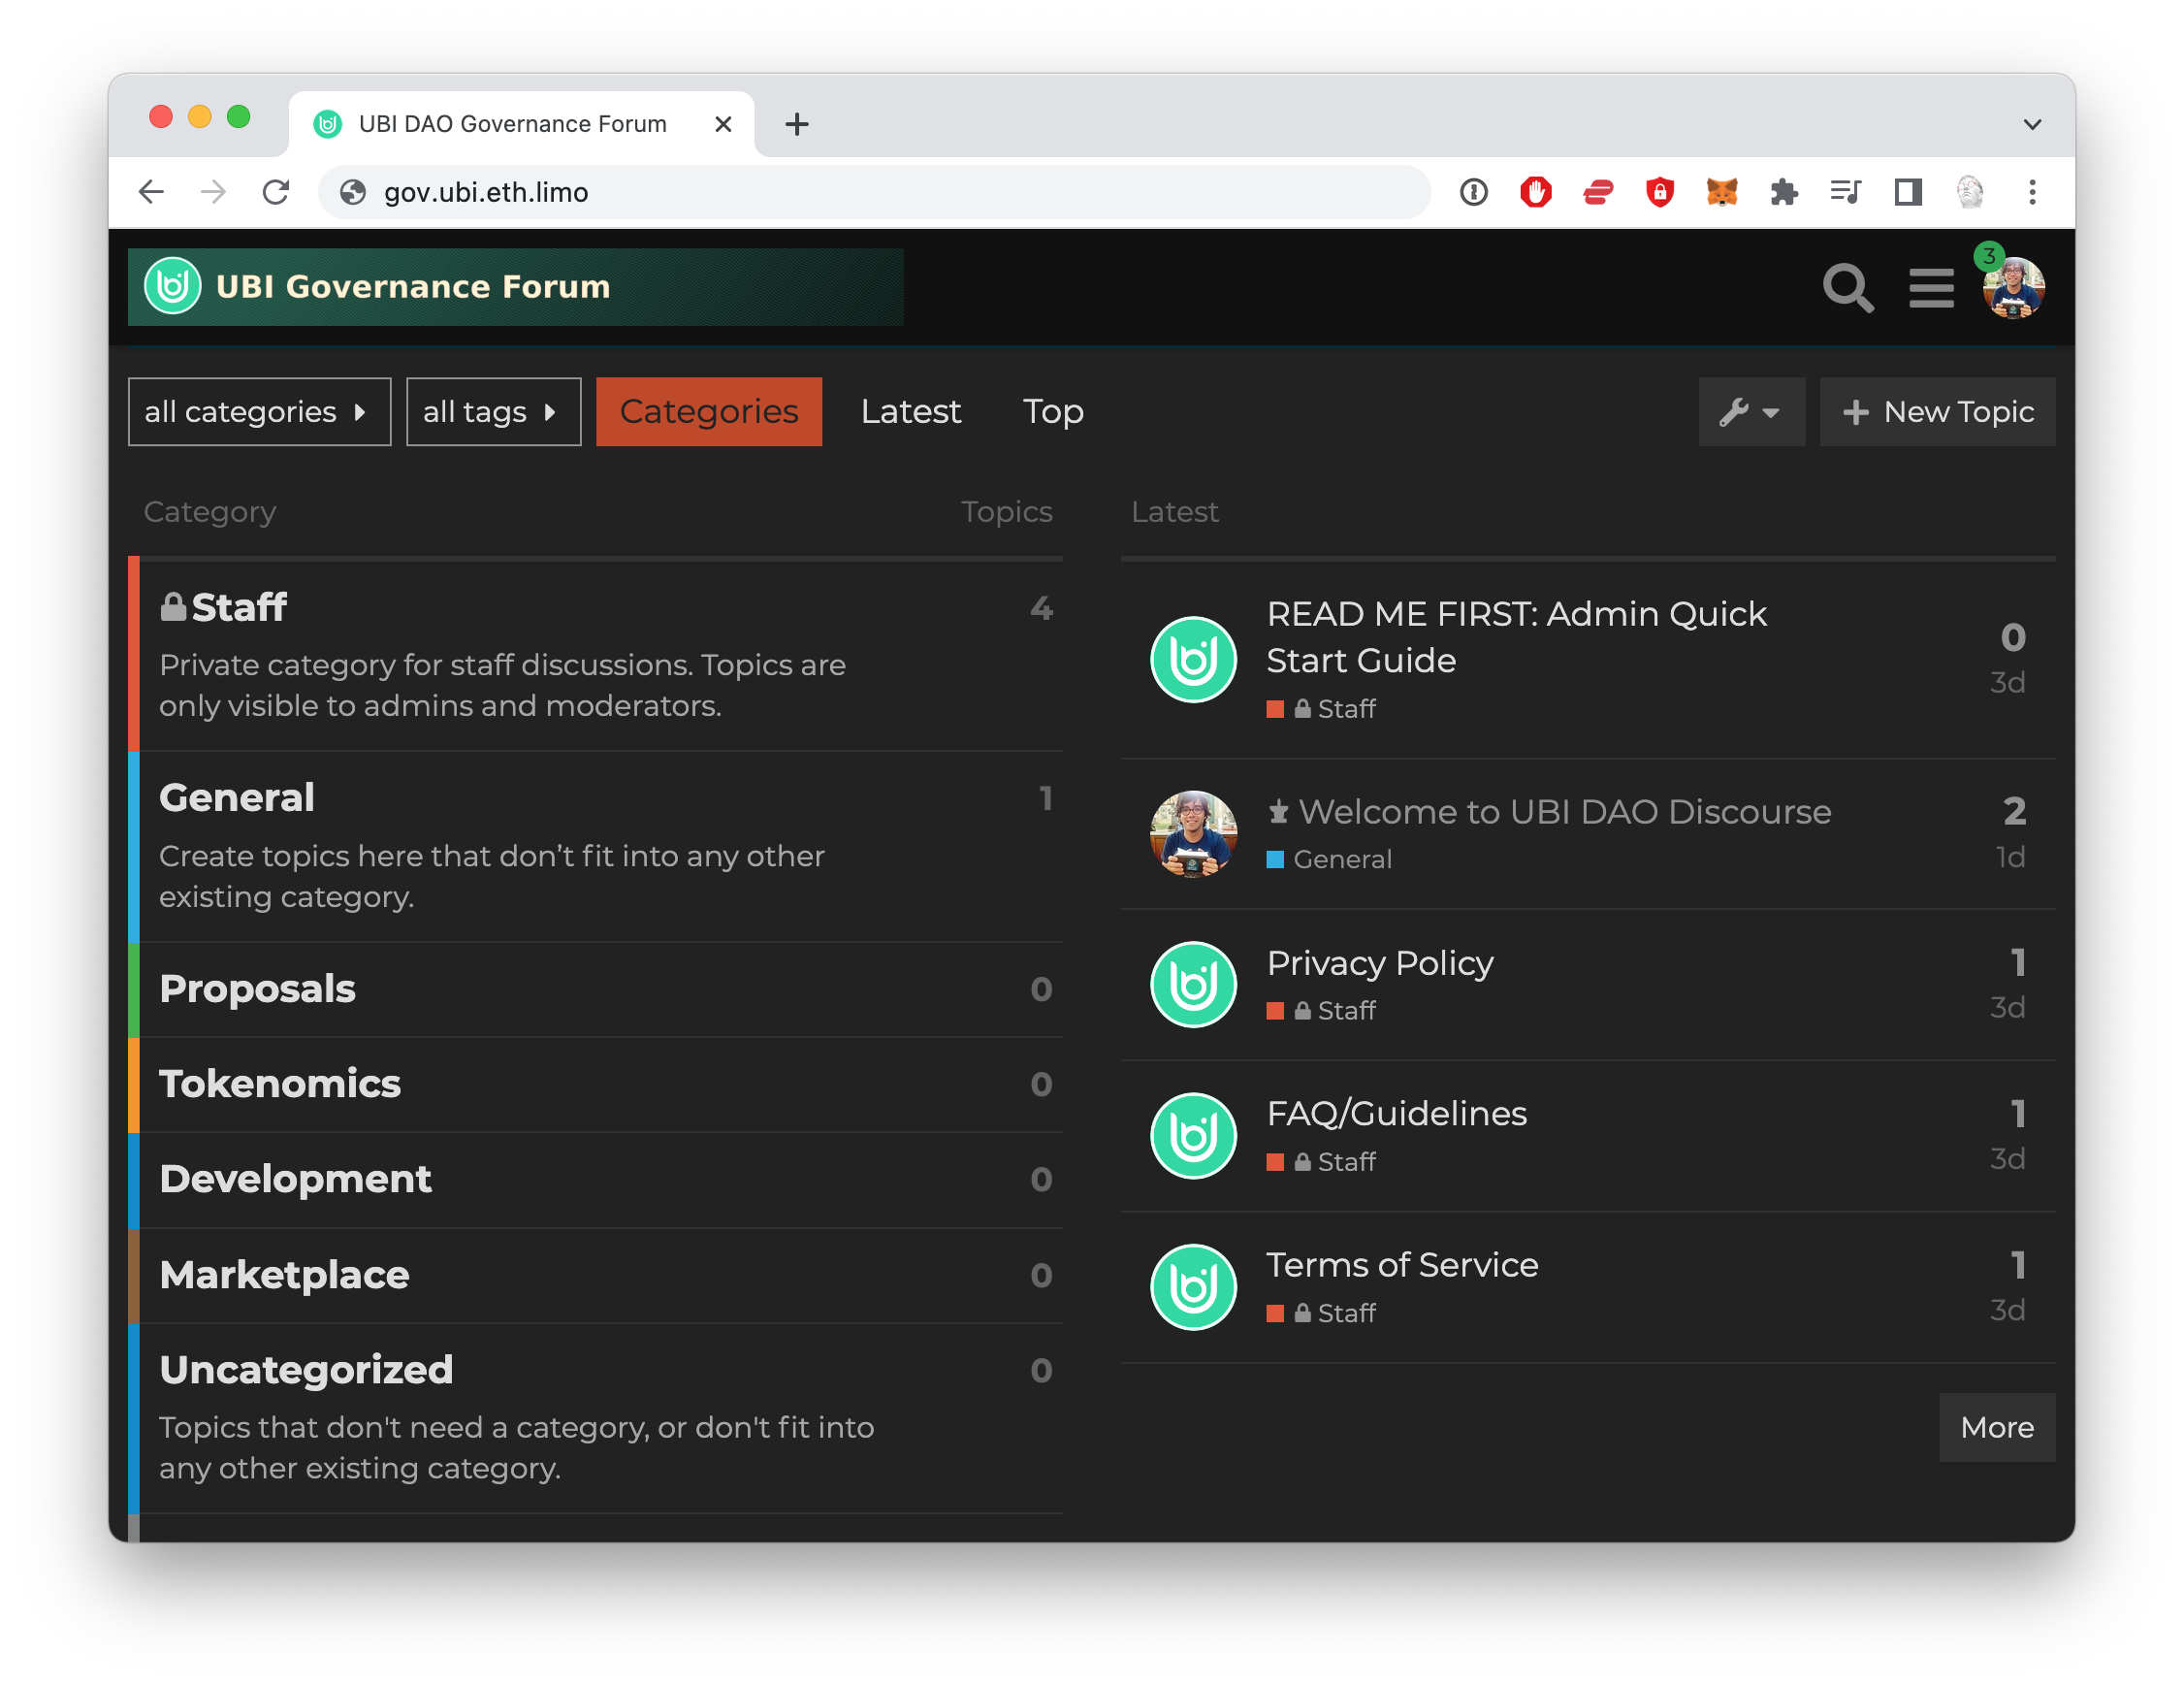 UBI DAO Governance Forum
gov.ubi.eth.limo
UBI Governance Forum
3
all categories
all tags
Categories
Latest
Top
New Topic
Category
Topics
Staff
4
Private category for staff discussions. Topics are
only visible to admins and moderators.
General
1
Create topics here that don’t fit into any other
existing category.
Proposals
0
Tokenomics
0
Development
0
Marketplace
0
Uncategorized
0
Topics that don't need a category, or don't fit into
any other existing category.
Latest
READ ME FIRST: Admin Quick
Start Guide
Staff
0
3d
Welcome to UBI DAO Discourse
General
2
1d
Privacy Policy
Staff
1
3d
FAQ/Guidelines
Staff
1
3d
Terms of Service
Staff
1
3d
More